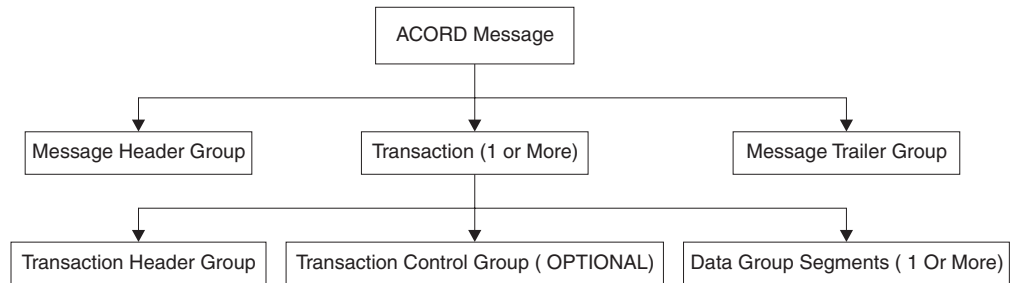 ACORD Message
Message Header Group
Transaction (1 or More)
Message Trailer Group
Transaction Header Group
Transaction Control Group ( OPTIONAL)
Data Group Segments ( 1 Or More)